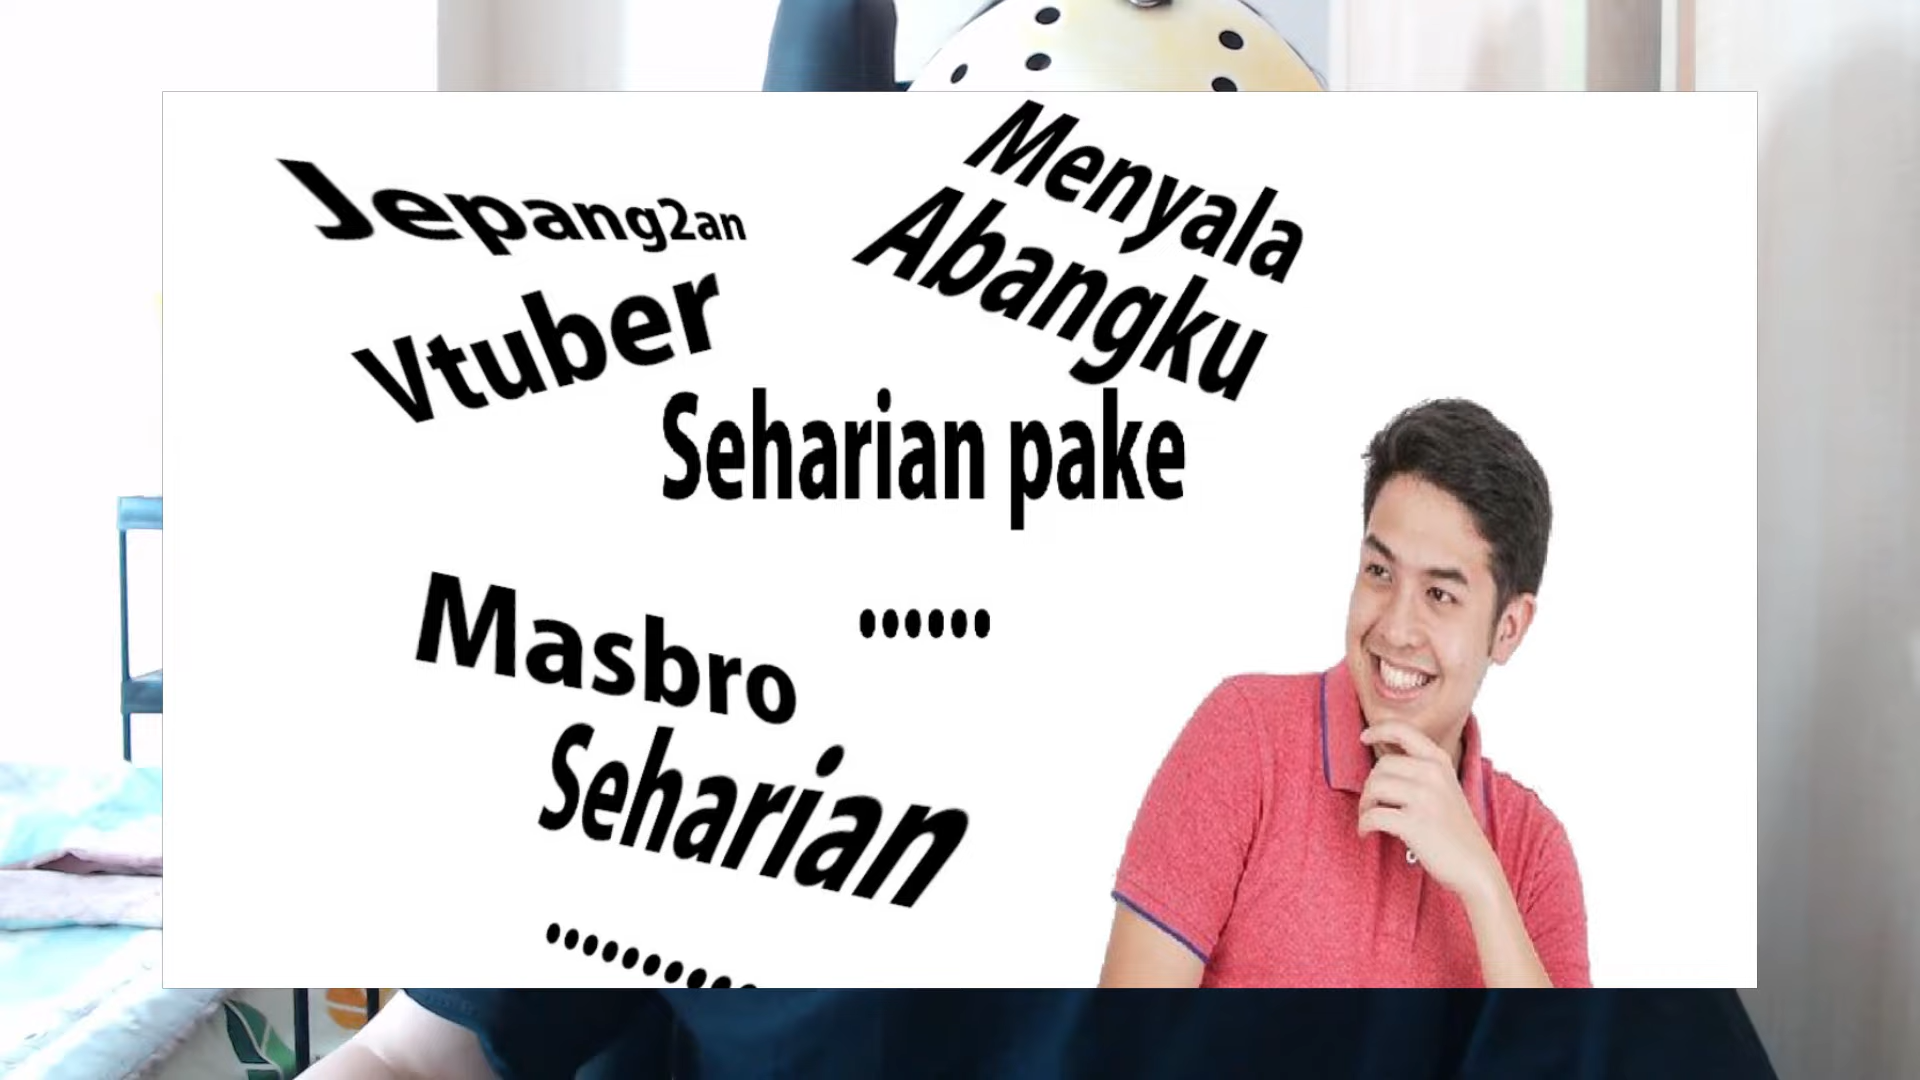 Jepang2an
Vtuber
Menyala
Abangku
Seharian pake
......
Masbro
Seharian
..........